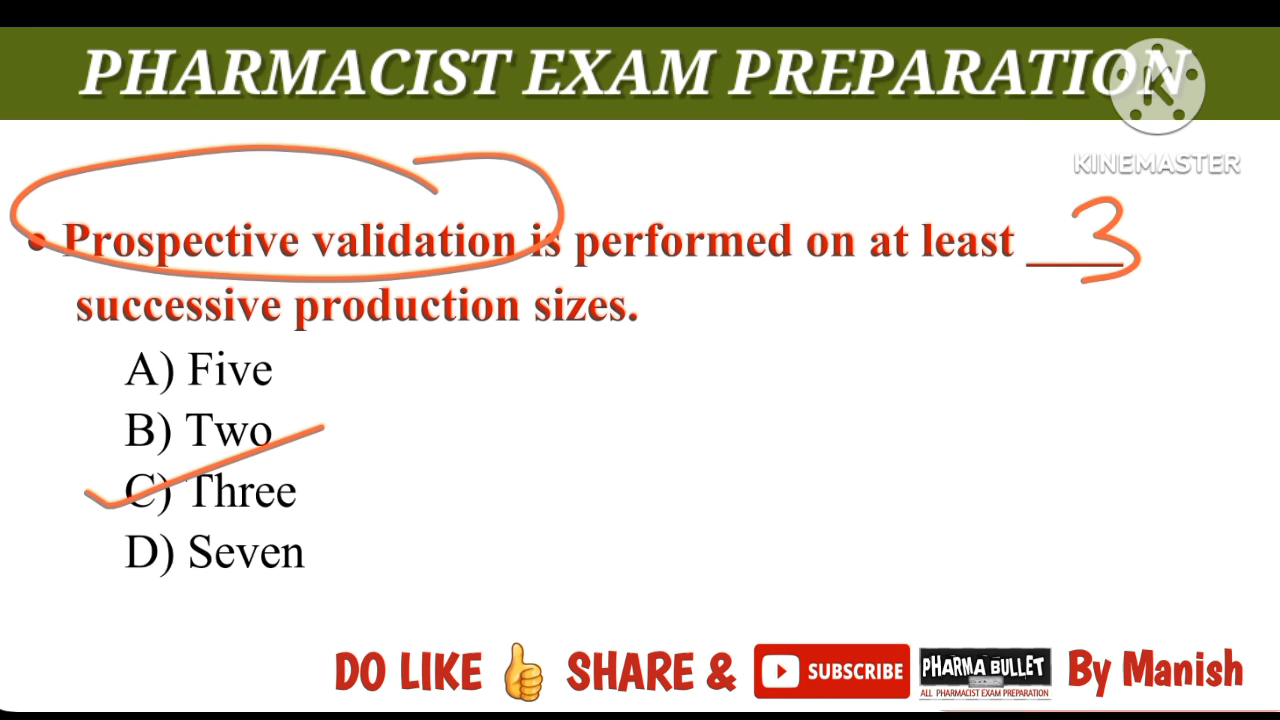 PHARMACIST EXAM PREPARATION
K
KINEMASTER
• Prospective validation is performed on at least ____ 3
successive production sizes.
A) Five
B) Two
C) Three
D) Seven
DO LIKE 👍 SHARE & SUBSCRIBE PHARMA BULLET By Manish
ALL PHARMACIST EXAM PREPARATION